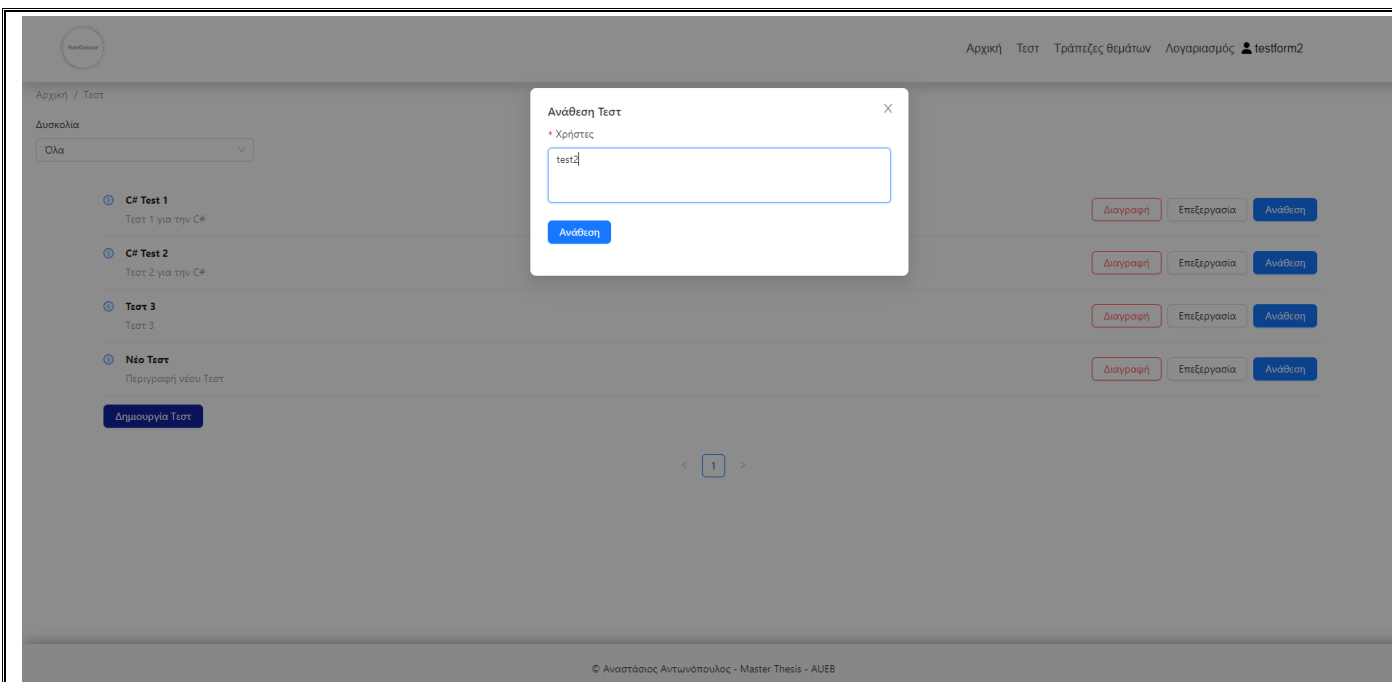 AutoQuizzer
Αρχική Τεστ Τράπεζες θεμάτων Λογαριασμός testform2
Αρχική / Τεστ
Δυσκολία
Όλα
Ανάθεση Τεστ
* Χρήστες
test2
Ανάθεση
C# Test 1
Τεστ 1 για την C#
Διαγραφή Επεξεργασία Ανάθεση
C# Test 2
Τεστ 2 για την C#
Διαγραφή Επεξεργασία Ανάθεση
Τεστ 3
Τεστ 3
Διαγραφή Επεξεργασία Ανάθεση
Νέο Τεστ
Περιγραφή νέου Τεστ
Διαγραφή Επεξεργασία Ανάθεση
Δημιουργία Τεστ
< 1 >
© Αναστάσιος Αντωνόπουλος - Master Thesis - AUEB